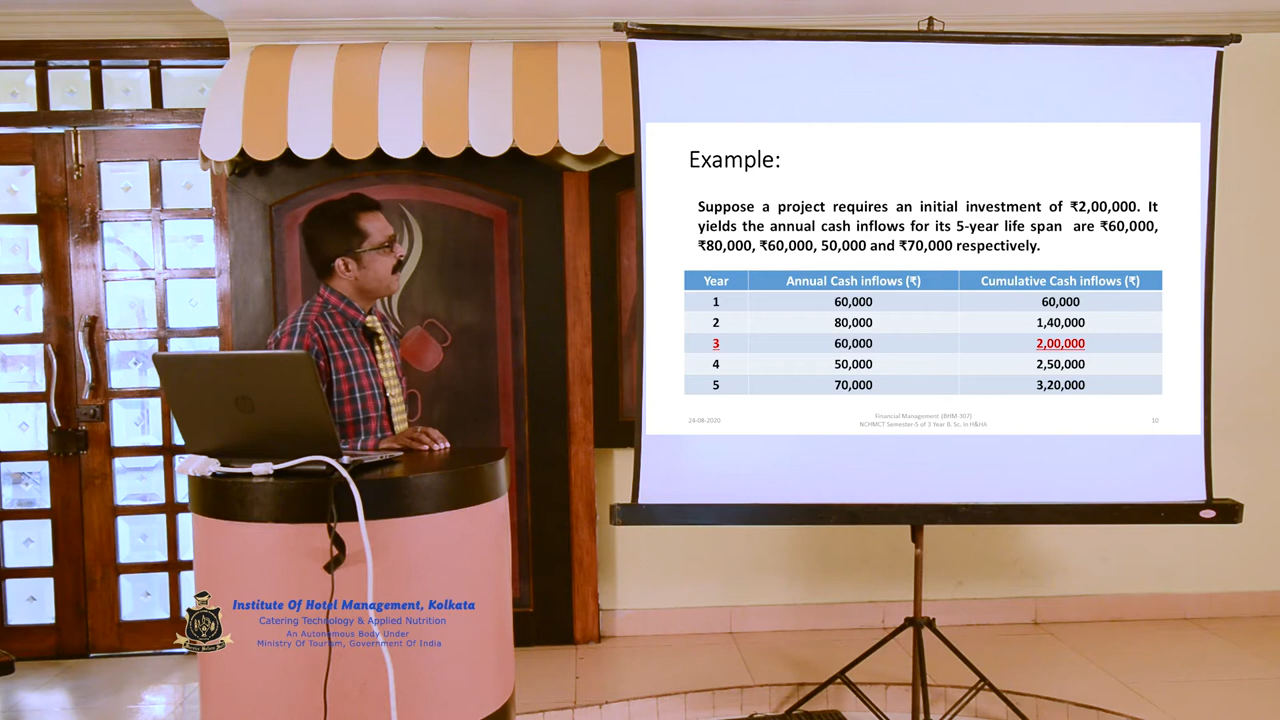 Example:
Suppose a project requires an initial investment of ₹2,00,000. It
yields the annual cash inflows for its 5-year life span are ₹60,000,
₹80,000, ₹60,000, 50,000 and ₹70,000 respectively.
Year Annual Cash inflows (₹) Cumulative Cash inflows (₹)
1 60,000 60,000
2 80,000 1,40,000
3 60,000 2,00,000
4 50,000 2,50,000
5 70,000 3,20,000
24-08-2020 Financial Management [BHM-307] 10
NCHMCT Semester-5 of 3 Year B. Sc. in H&HA
Institute Of Hotel Management, Kolkata
Catering Technology & Applied Nutrition
An Autonomous Body Under
Ministry Of Tourism, Government Of India